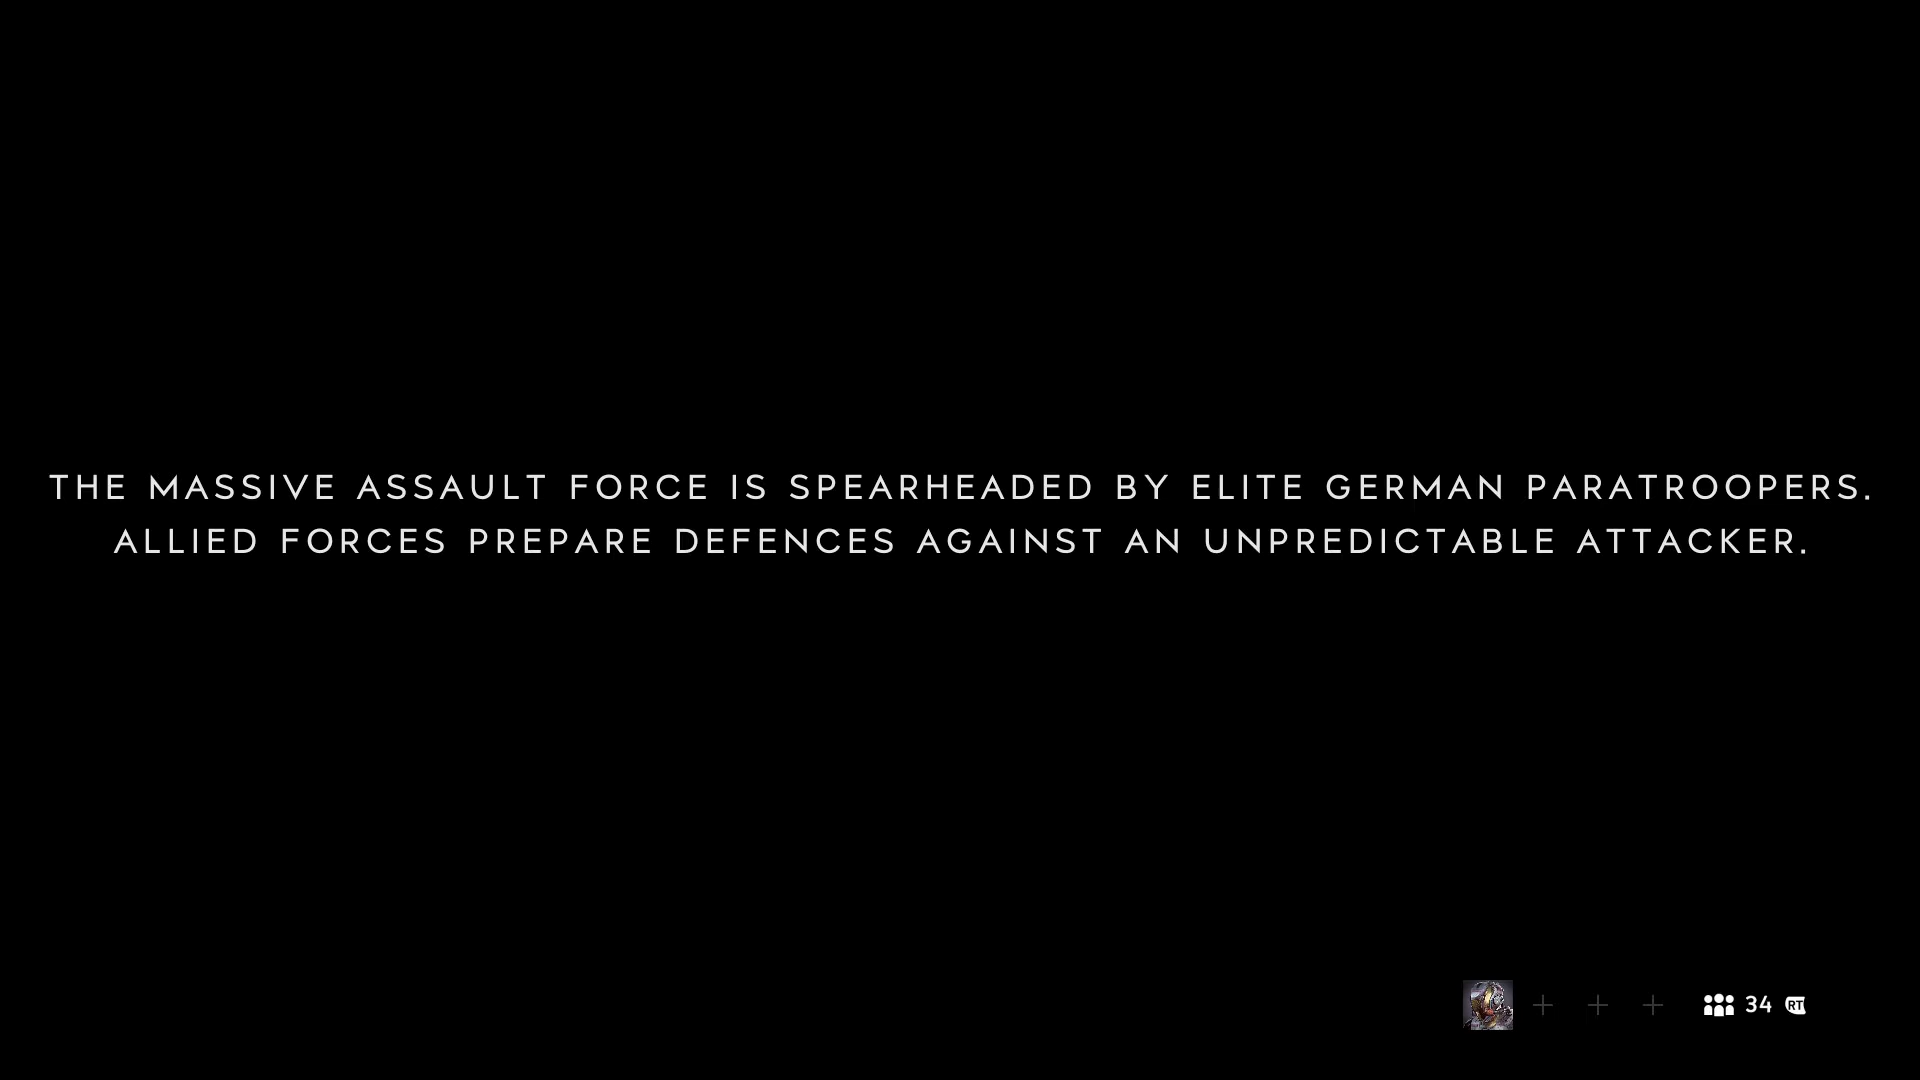 THE MASSIVE ASSAULT FORCE IS SPEARHEADED BY ELITE GERMAN PARATROOPERS.
ALLIED FORCES PREPARE DEFENCES AGAINST AN UNPREDICTABLE ATTACKER.
34 RT